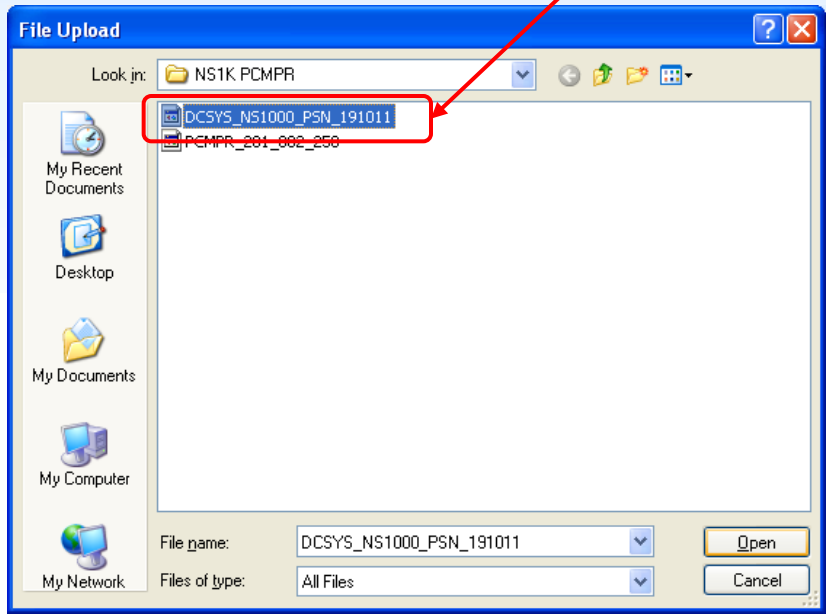 File Upload
Look in: NS1K PCMPR
DCSYS_NS1000_PSN_191011
PCMPR_201_002_250
My Recent
Documents
Desktop
My Documents
My Computer
My Network
File name: DCSYS_NS1000_PSN_191011
Open
Files of type: All Files
Cancel